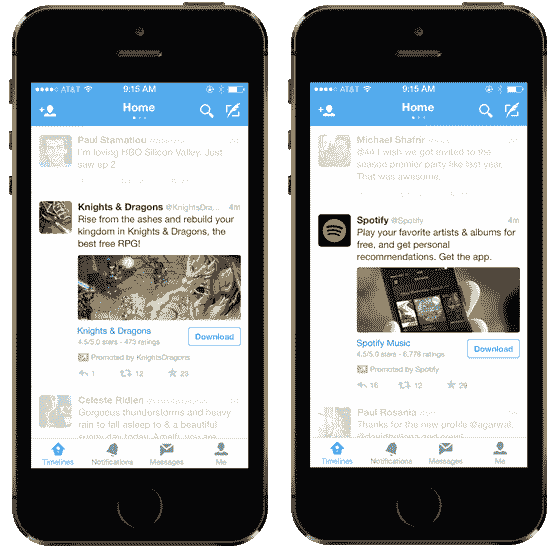 AT&T 9:15 AM
Home
Paul Stamatiou
I'm loving HBO Silicon Valley. Just
saw ep 2
Knights & Dragons @KnightsDra... 4m
Rise from the ashes and rebuild your
kingdom in Knights & Dragons, the
best free RPG!
Knights & Dragons
4.5/5.0 stars - 473 ratings
Download
Promoted by KnightsDragons
1 12 29
Celeste Ridlen
Gorgeous thunderstorms and heavy
rain to fall asleep to & a beautiful
Timelines Notifications Messages Me
AT&T 9:15 AM
Home
Michael Shafrir
I wish we got invited to the
season premier party like last year.
That was awesome.
Spotify @Spotify 4m
Play your favorite artists & albums for
free, and get personal
recommendations. Get the app.
Spotify Music
4.5/5.0 stars - 6,778 ratings
Download
Promoted by Spotify
16 12 29
Paul Rosania
Thanks for the new profile @agarwal,
Timelines Notifications Messages Me